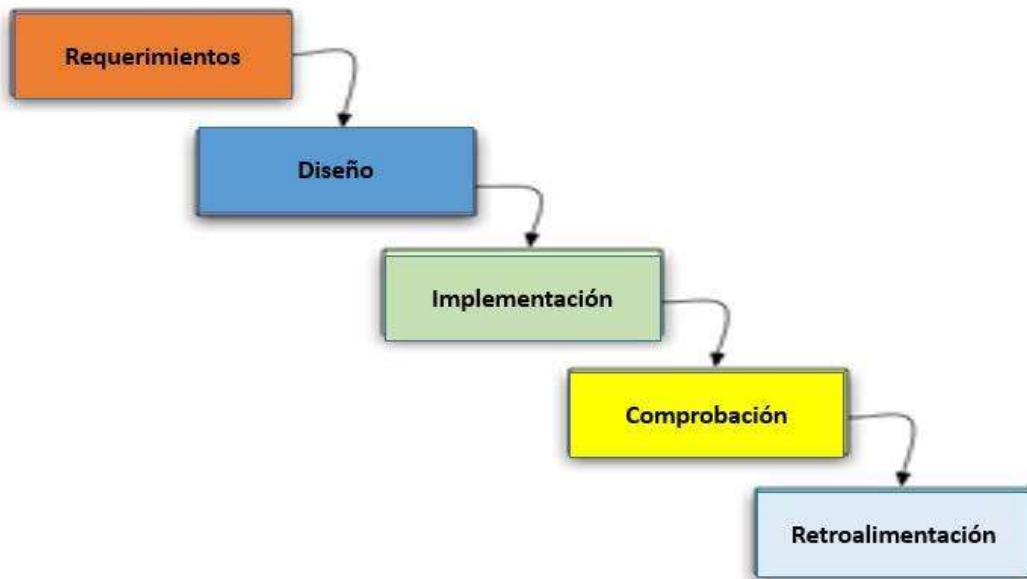 Requerimientos
Diseño
Implementación
Comprobación
Retroalimentación